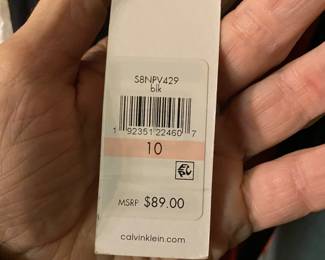 S8NPV429
blk
1 92351 22460 7
10
MSRP $89.00
calvinklein.com